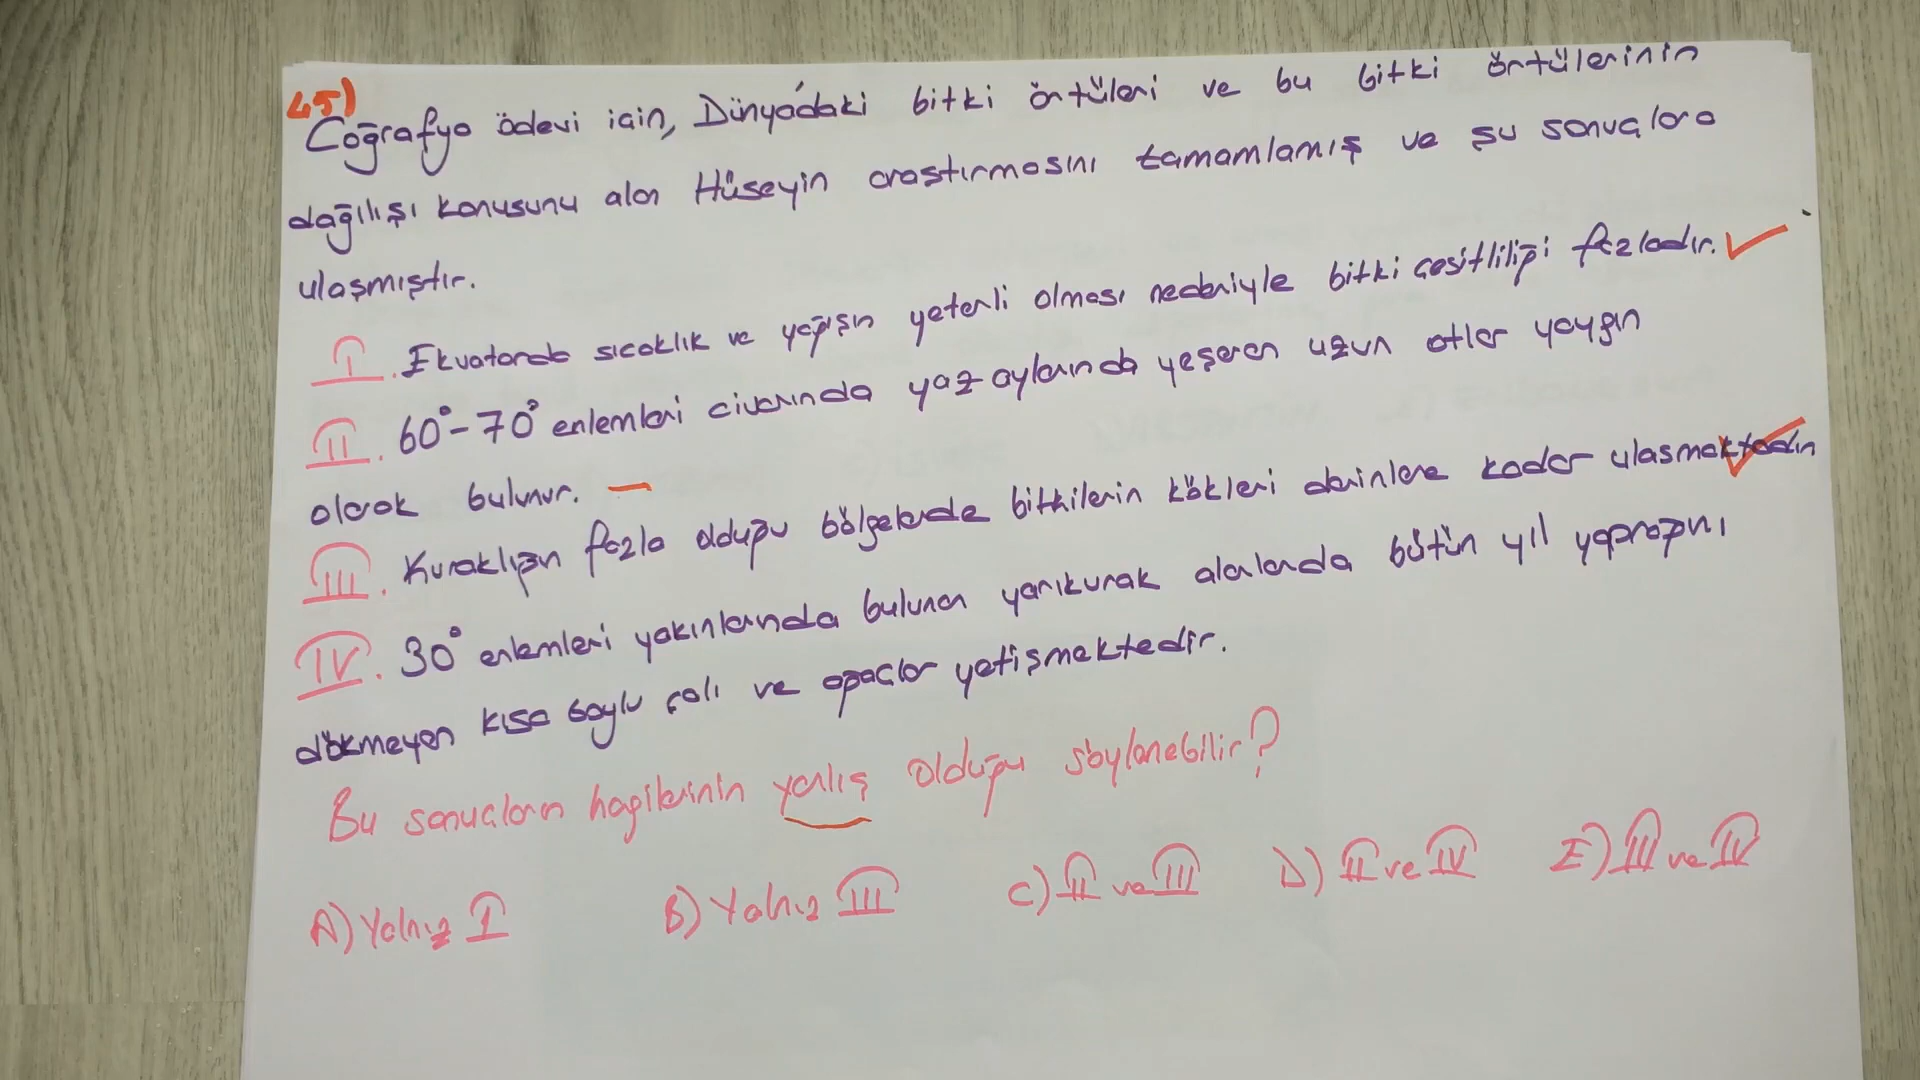 45)
Coğrafya ödevi için, Dünya'daki bitki örtüleri ve bu bitki örtülerinin
dağılışı konusunu alan Hüseyin araştırmasını tamamlamış ve şu sonuçlara
ulaşmıştır.
I. Ekvatorda sıcaklık ve yağışın yeterli olması nedeniyle bitki çeşitliliği fazladır.
II. 60° - 70° enlemleri civarında yaz aylarında yeşeren uzun otlar yaygın
olarak bulunur.
III. Kuraklığın fazla olduğu bölgelerde bitkilerin kökleri derinlere kadar ulaşmaktadır
IV. 30° enlemleri yakınlarında bulunan yarıkurak alanlarda bütün yıl yaprağını
dökmeyen kısa boylu çalı ve ağaçlar yetişmektedir.
Bu sonuçların hangilerinin yanlış olduğu söylenebilir?
A) Yalnız I B) Yalnız III C) II ve III D) II ve IV E) III ve IV